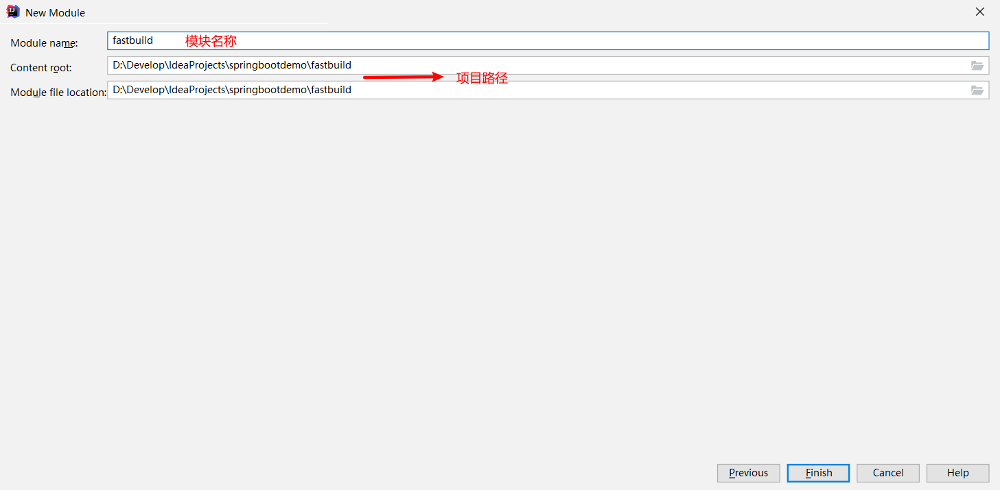 New Module
Module name: fastbuild 模块名称
Content root: D:\Develop\IdeaProjects\springbootdemo\fastbuild
项目路径
Module file location: D:\Develop\IdeaProjects\springbootdemo\fastbuild
Previous Finish Cancel Help